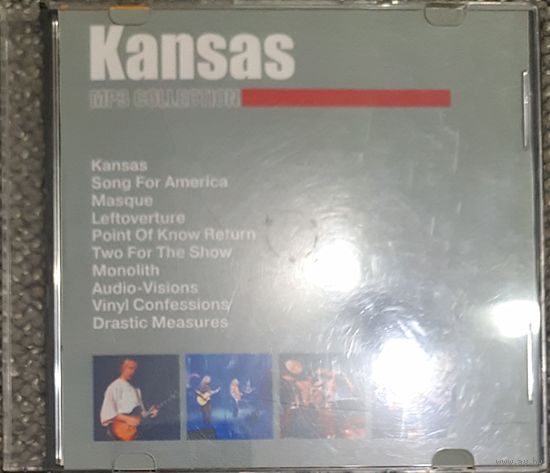 Kansas
MP3 COLLECTION
Kansas
Song For America
Masque
Leftoverture
Point Of Know Return
Two For The Show
Monolith
Audio-Visions
Vinyl Confessions
Drastic Measures